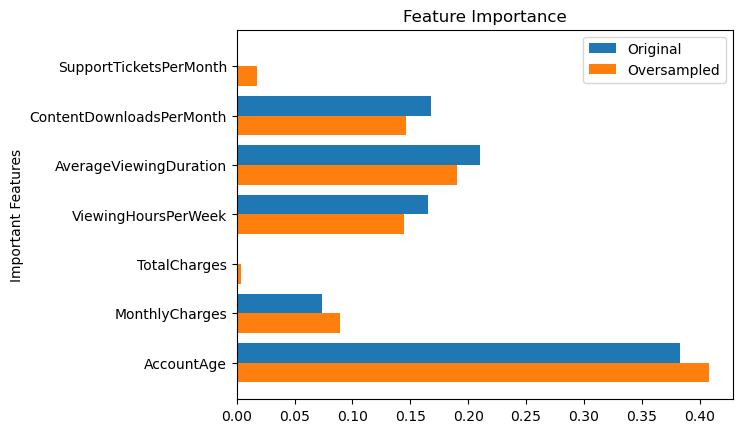 Feature Importance
Original
Oversampled
Important Features
SupportTicketsPerMonth
ContentDownloadsPerMonth
AverageViewingDuration
ViewingHoursPerWeek
TotalCharges
MonthlyCharges
AccountAge
0.00 0.05 0.10 0.15 0.20 0.25 0.30 0.35 0.40